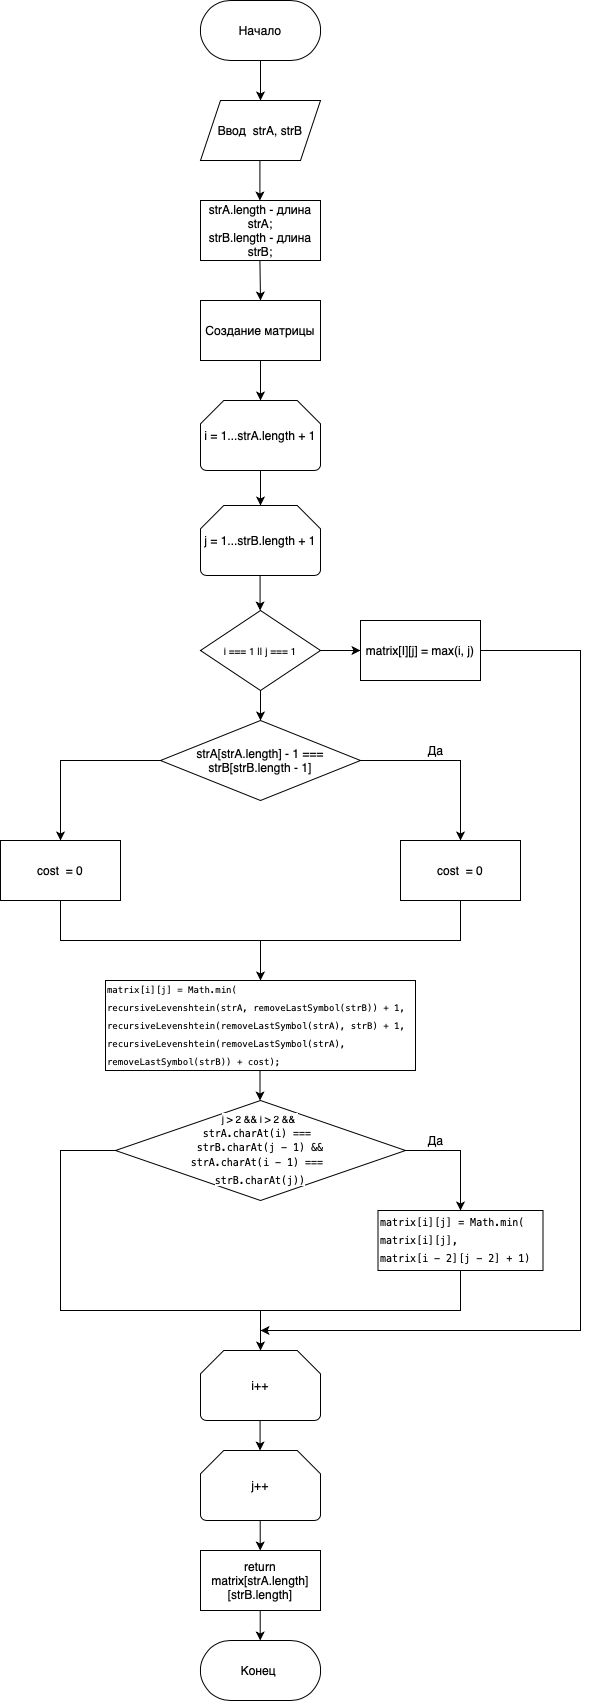 Начало
Ввод strA, strB
strA.length - длина
strA;
strB.length - длина
strB;
Создание матрицы
i = 1...strA.length + 1
j = 1...strB.length + 1
i === 1 || j === 1
matrix[I][j] = max(i, j)
strA[strA.length] - 1 ===
strB[strB.length - 1]
Да
cost = 0
cost = 0
matrix[i][j] = Math.min(
recursiveLevenshtein(strA, removeLastSymbol(strB)) + 1,
recursiveLevenshtein(removeLastSymbol(strA), strB) + 1,
recursiveLevenshtein(removeLastSymbol(strA),
removeLastSymbol(strB)) + cost);
j > 2 && i > 2 &&
strA.charAt(i) ===
strB.charAt(j - 1) &&
strA.charAt(i - 1) ===
strB.charAt(j))
Да
matrix[i][j] = Math.min(
matrix[i][j],
matrix[i - 2][j - 2] + 1)
i++
j++
return
matrix[strA.length]
[strB.length]
Конец